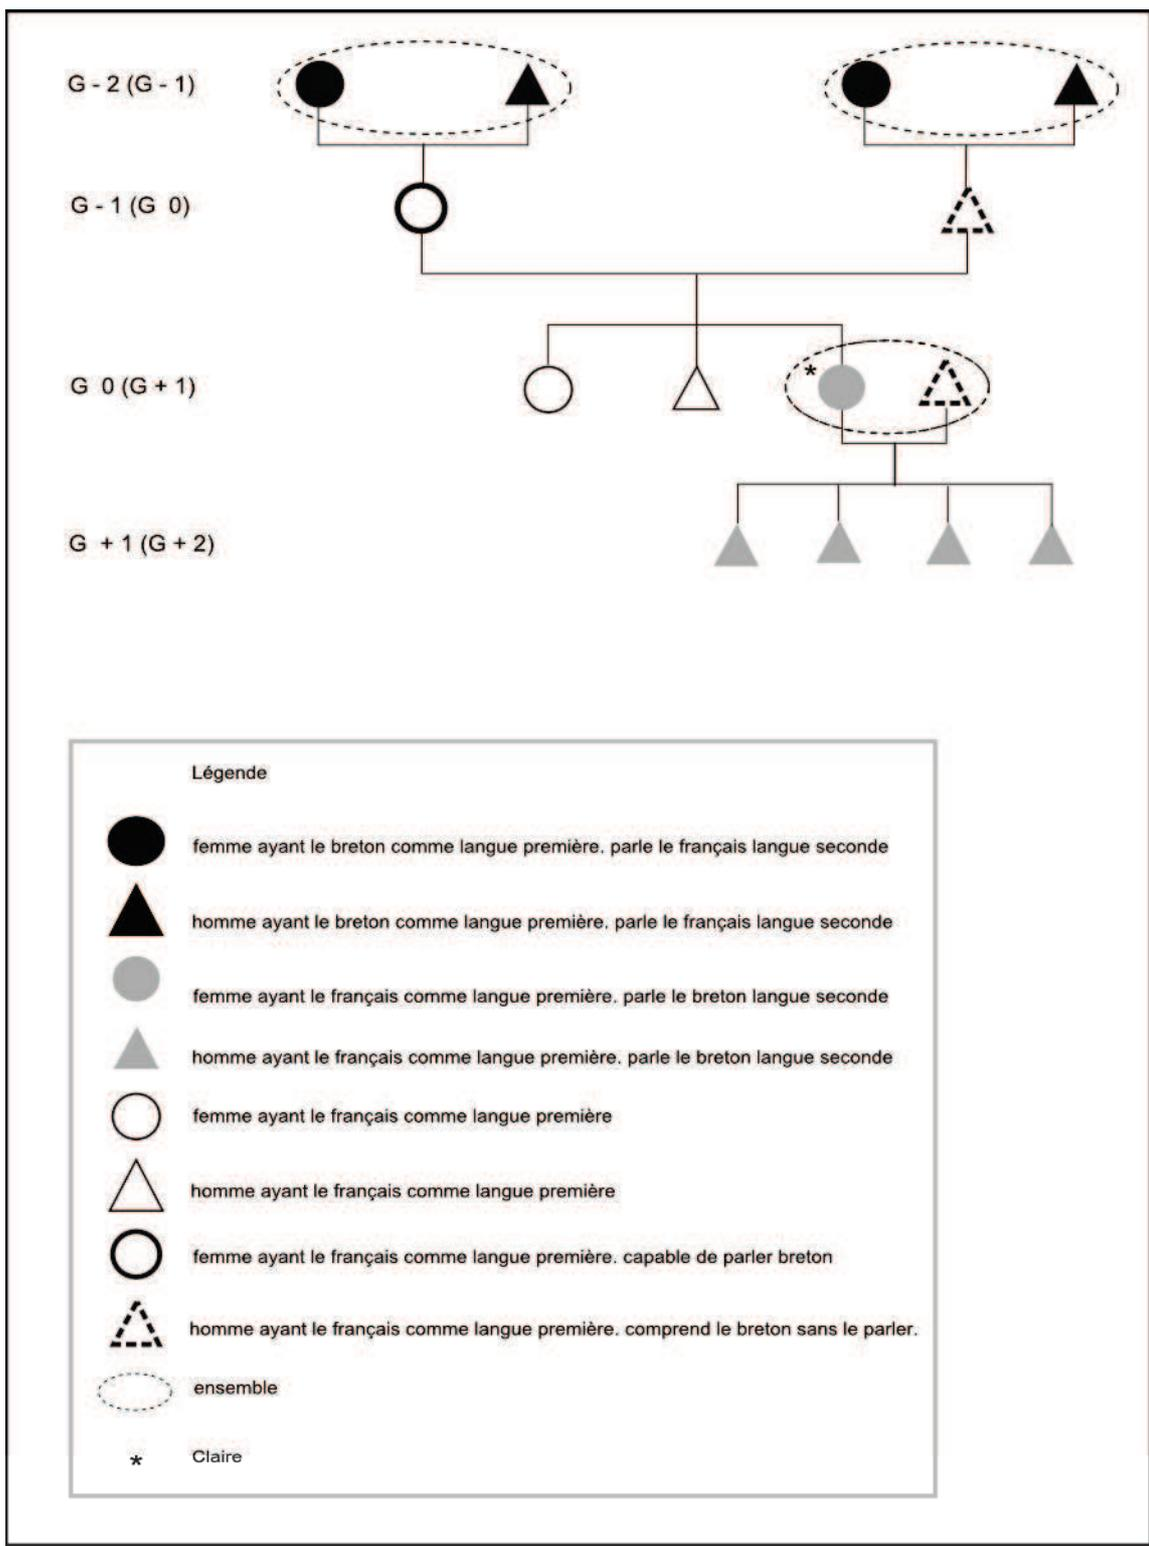 G - 2 (G - 1)
G - 1 (G 0)
G 0 (G + 1)
*
G + 1 (G + 2)
Légende
femme ayant le breton comme langue première. parle le français langue seconde
homme ayant le breton comme langue première. parle le français langue seconde
femme ayant le français comme langue première. parle le breton langue seconde
homme ayant le français comme langue première. parle le breton langue seconde
femme ayant le français comme langue première
homme ayant le français comme langue première
femme ayant le français comme langue première. capable de parler breton
homme ayant le français comme langue première. comprend le breton sans le parler.
ensemble
* Claire